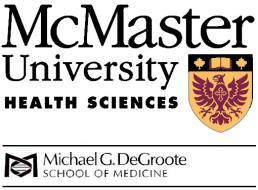 McMaster
University
HEALTH SCIENCES
Michael G. DeGroote
SCHOOL OF MEDICINE